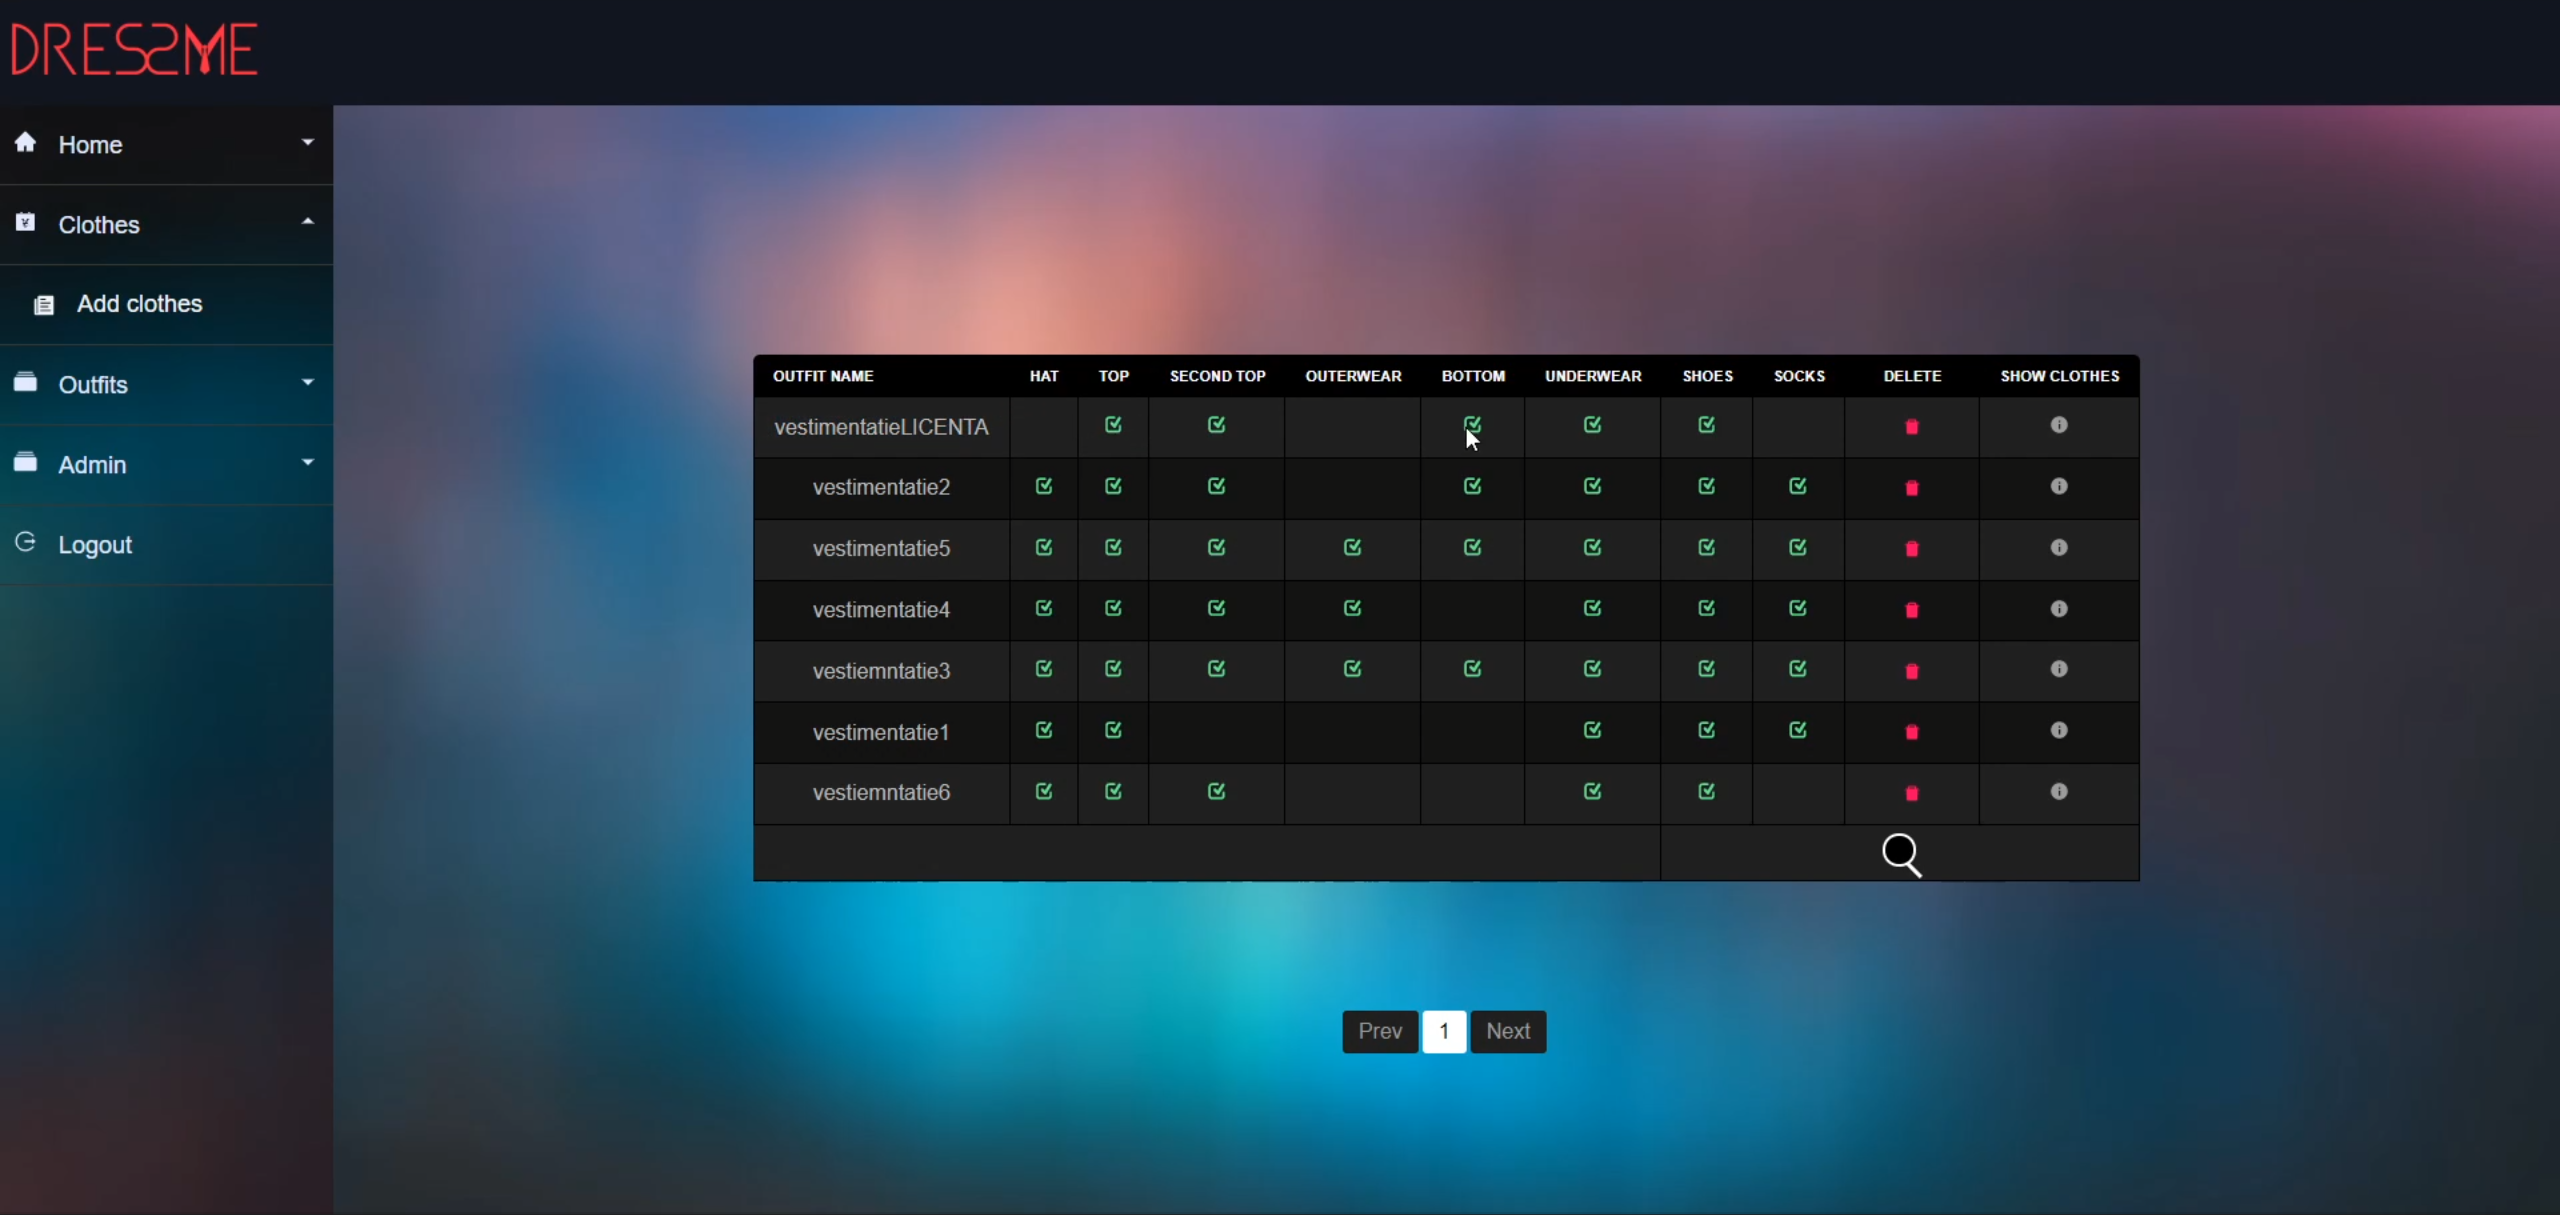 DRESSME
Home
Clothes
Add clothes
Outfits
Admin
Logout
OUTFIT NAME HAT TOP SECOND TOP OUTERWEAR BOTTOM UNDERWEAR SHOES SOCKS DELETE SHOW CLOTHES
vestimentatieLICENTA
vestimentatie2
vestimentatie5
vestimentatie4
vestiemntatie3
vestimentatie1
vestiemntatie6
Prev 1 Next